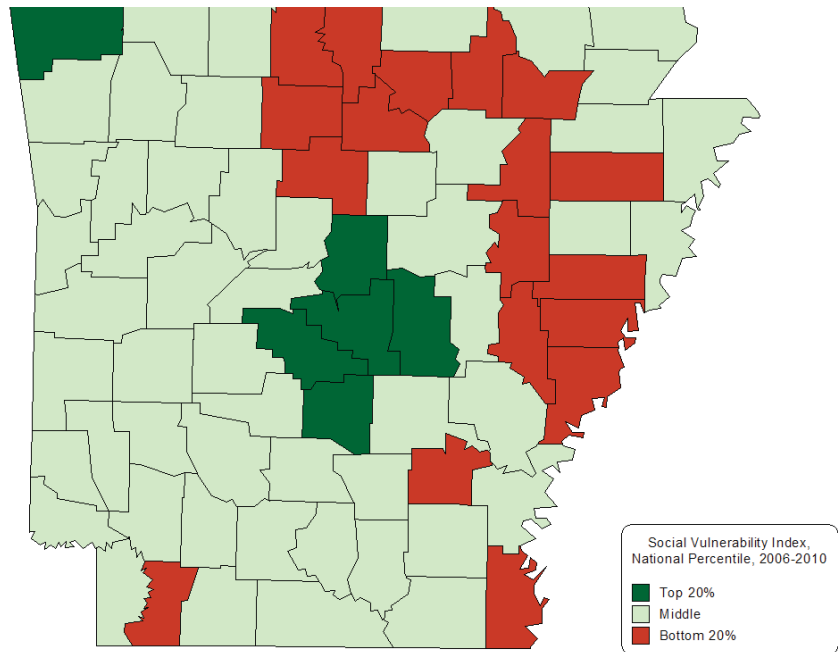 Social Vulnerability Index,
National Percentile, 2006-2010
Top 20%
Middle
Bottom 20%